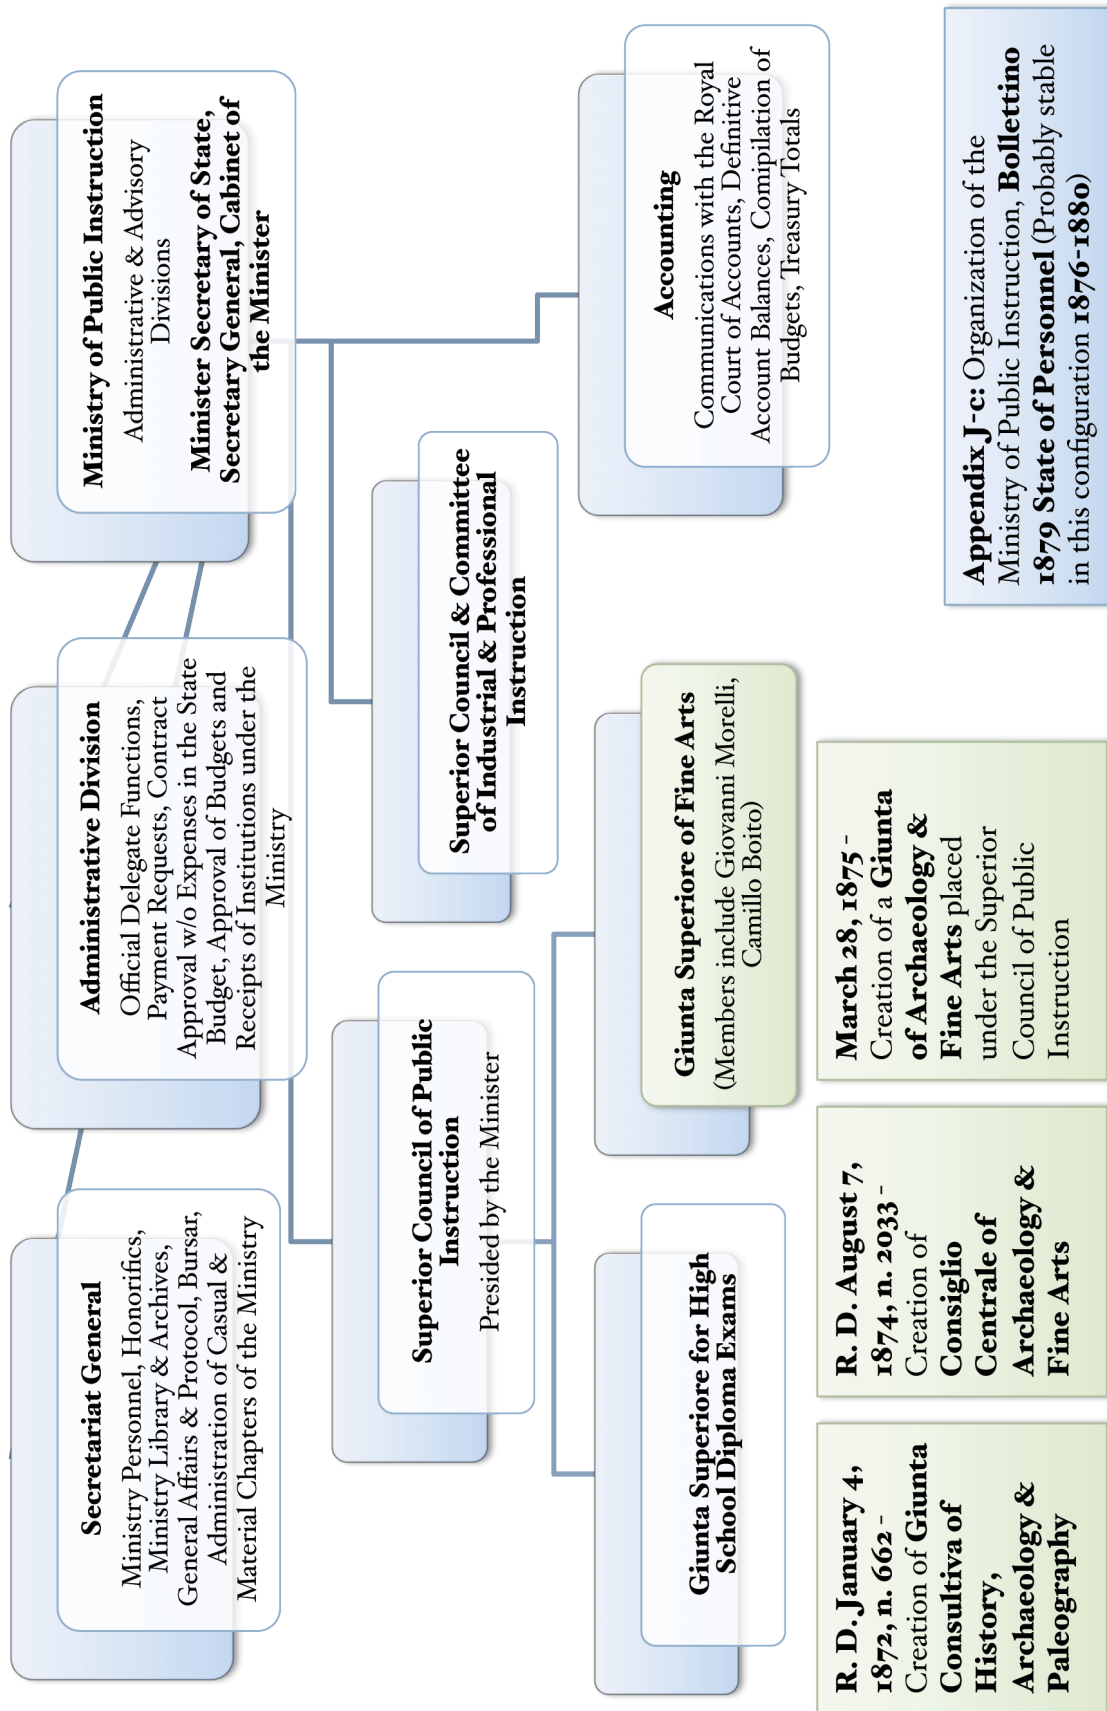 Ministry of Public Instruction
Administrative & Advisory
Divisions
Minister Secretary of State,
Secretary General, Cabinet of
the Minister
Secretariat General
Ministry Personnel, Honorifics,
Ministry Library & Archives,
General Affairs & Protocol, Bursar,
Administration of Casual &
Material Chapters of the Ministry
Administrative Division
Official Delegate Functions,
Payment Requests, Contract
Approval w/o Expenses in the State
Budget, Approval of Budgets and
Receipts of Institutions under the
Ministry
Superior Council of Public
Instruction
Presided by the Minister
Superior Council & Committee
of Industrial & Professional
Instruction
Accounting
Communications with the Royal
Court of Accounts, Definitive
Account Balances, Comipilation of
Budgets, Treasury Totals
Giunta Superiore for High
School Diploma Exams
Giunta Superiore of Fine Arts
(Members include Giovanni Morelli,
Camillo Boito)
R. D. January 4,
1872, n. 662 -
Creation of Giunta
Consultiva of
History,
Archaeology &
Paleography
R. D. August 7,
1874, n. 2033 -
Creation of
Consiglio
Centrale of
Archaeology &
Fine Arts
March 28, 1875 -
Creation of a Giunta
of Archaeology &
Fine Arts placed
under the Superior
Council of Public
Instruction
Appendix J-c: Organization of the
Ministry of Public Instruction, Bollettino
1879 State of Personnel (Probably stable
in this configuration 1876-1880)